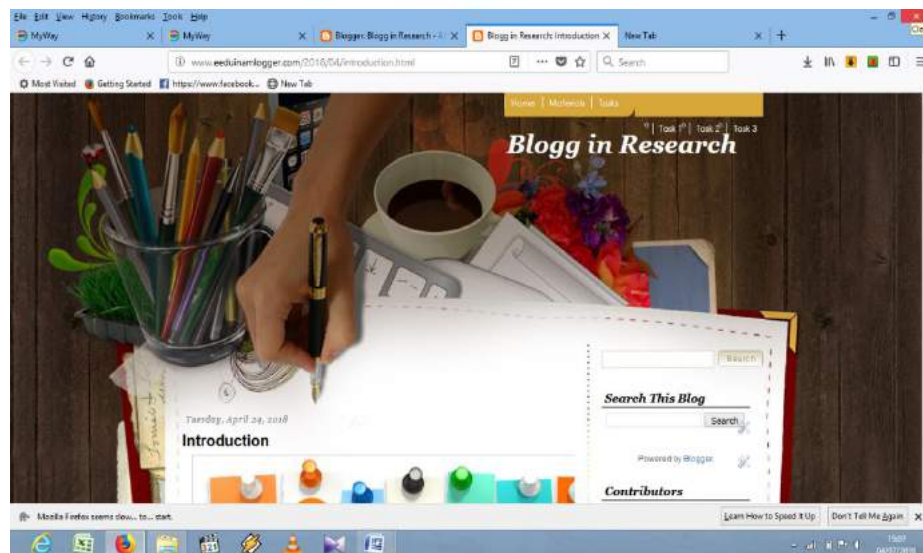 File Edit View History Bookmarks Tools Help
MyWay
MyWay
Blogger: Blogg in Research -
Blogg in Research: Introduction
New Tab
www.eeduinamlogger.com/2018/04/introduction.html
Search
Most Visited
Getting Started
https://www.facebook...
New Tab
Home | Materials | Tasks
Task 1 | Task 2 | Task 3
Blogg in Research
Search
Tuesday, April 24, 2018
Introduction
Search This Blog
Search
Powered by Blogger.
Contributors
Mozilla Firefox seems slow... to... start.
Learn How to Speed It Up
Don't Tell Me Again